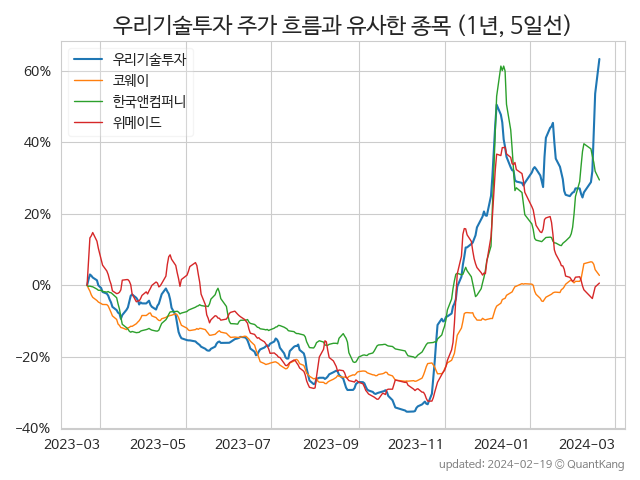 우리기술투자 주가 흐름과 유사한 종목 (1년, 5일선)
우리기술투자
코웨이
한국앤컴퍼니
위메이드
60%
40%
20%
0%
−20%
−40%
2023-03 2023-05 2023-07 2023-09 2023-11 2024-01 2024-03
updated: 2024-02-19 © QuantKang